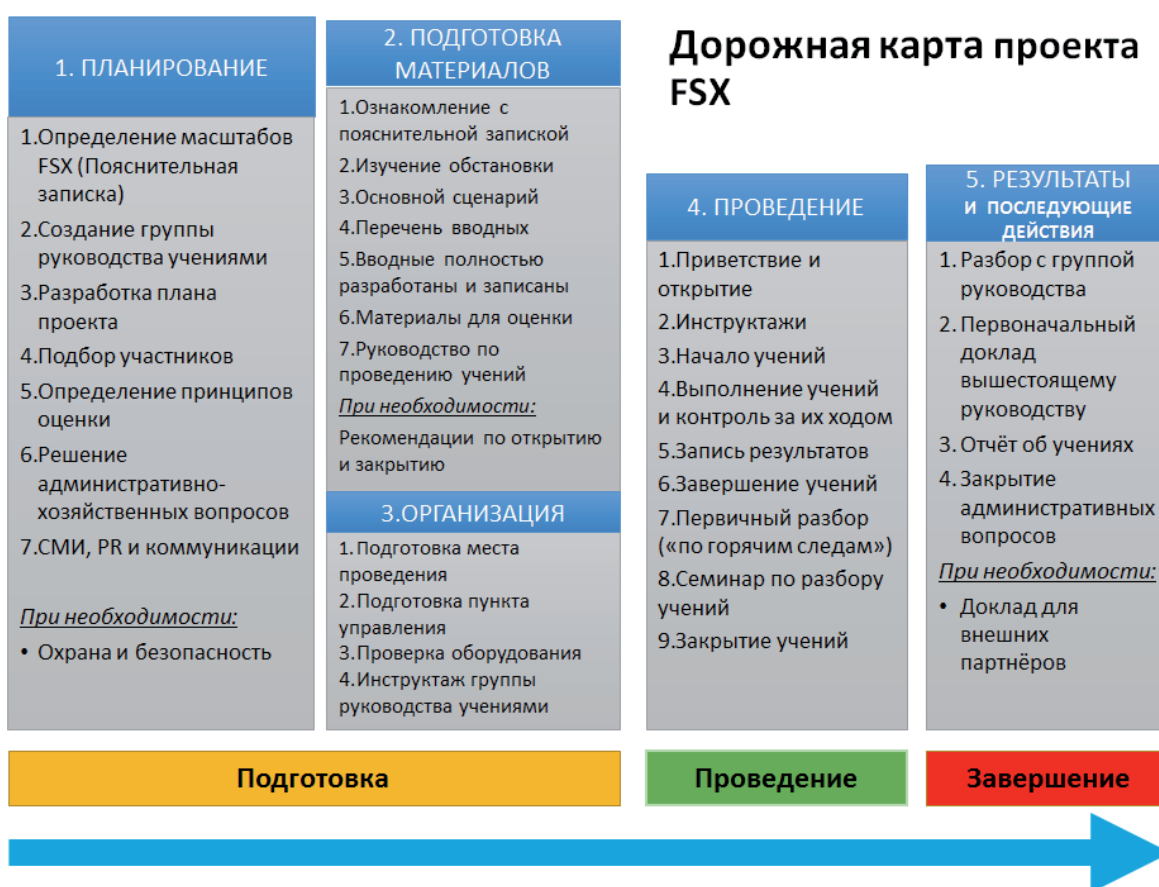 Дорожная карта проекта
FSX
1. ПЛАНИРОВАНИЕ
1.Определение масштабов
FSX (Пояснительная
записка)
2.Создание группы
руководства учениями
3.Разработка плана
проекта
4.Подбор участников
5.Определение принципов
оценки
6.Решение
административно-
хозяйственных вопросов
7.СМИ, PR и коммуникации
При необходимости:
• Охрана и безопасность
2. ПОДГОТОВКА
МАТЕРИАЛОВ
1.Ознакомление с
пояснительной запиской
2.Изучение обстановки
3.Основной сценарий
4.Перечень вводных
5.Вводные полностью
разработаны и записаны
6.Материалы для оценки
7.Руководство по
проведению учений
При необходимости:
Рекомендации по открытию
и закрытию
3.ОРГАНИЗАЦИЯ
1. Подготовка места
проведения
2.Подготовка пункта
управления
3.Проверка оборудования
4.Инструктаж группы
руководства учениями
4. ПРОВЕДЕНИЕ
1.Приветствие и
открытие
2.Инструктажи
3.Начало учений
4.Выполнение учений
и контроль за их ходом
5.Запись результатов
6.Завершение учений
7.Первичный разбор
(«по горячим следам»)
8.Семинар по разбору
учений
9.Закрытие учений
5. РЕЗУЛЬТАТЫ
и последующие
действия
1. Разбор с группой
руководства
2. Первоначальный
доклад
вышестоящему
руководству
3. Отчёт об учениях
4. Закрытие
административных
вопросов
При необходимости:
• Доклад для
внешних
партнёров
Подготовка
Проведение
Завершение